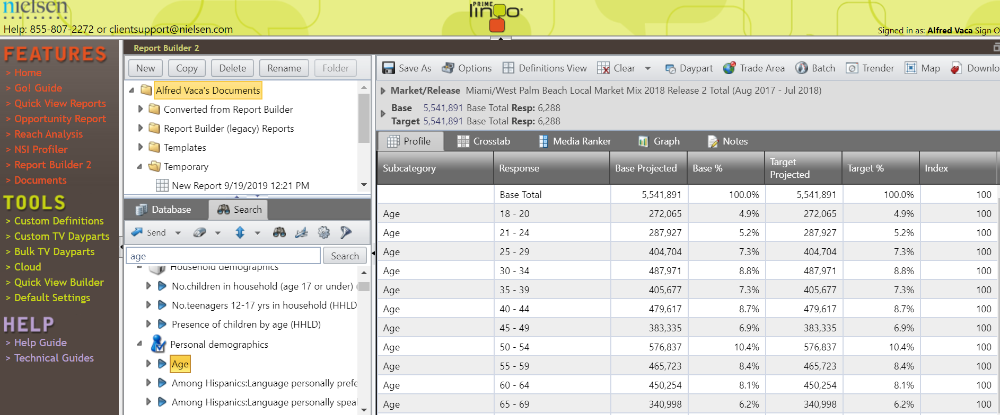 nielsen
PRIME
lingo
Help: 855-807-2272 or clientsupport@nielsen.com
Signed in as: Alfred Vaca Sign O
FEATURES
> Home
> Go! Guide
> Quick View Reports
> Opportunity Report
> Reach Analysis
> NSI Profiler
> Report Builder 2
> Documents
TOOLS
> Custom Definitions
> Custom TV Dayparts
> Bulk TV Dayparts
> Cloud
> Quick View Builder
> Default Settings
HELP
> Help Guide
> Technical Guides
Report Builder 2
New Copy Delete Rename Folder
Alfred Vaca's Documents
Converted from Report Builder
Report Builder (legacy) Reports
Templates
Temporary
New Report 9/19/2019 12:21 PM
Database Search
Send
age Search
Household demographics
No.children in household (age 17 or under) (
No.teenagers 12-17 yrs in household (HHLD
Presence of children by age (HHLD)
Personal demographics
Age
Among Hispanics:Language personally prefe
Among Hispanics:Language personally speal
Save As Options Definitions View Clear Daypart Trade Area Batch Trender Map Downlo
Market/Release Miami/West Palm Beach Local Market Mix 2018 Release 2 Total (Aug 2017 - Jul 2018)
Base 5,541,891 Base Total Resp: 6,288
Target 5,541,891 Base Total Resp: 6,288
Profile Crosstab Media Ranker Graph Notes
Subcategory Response Base Projected Base % Target Projected Target % Index
Base Total 5,541,891 100.0% 5,541,891 100.0% 100
Age 18 - 20 272,065 4.9% 272,065 4.9% 100
Age 21 - 24 287,927 5.2% 287,927 5.2% 100
Age 25 - 29 404,704 7.3% 404,704 7.3% 100
Age 30 - 34 487,971 8.8% 487,971 8.8% 100
Age 35 - 39 405,677 7.3% 405,677 7.3% 100
Age 40 - 44 479,617 8.7% 479,617 8.7% 100
Age 45 - 49 383,335 6.9% 383,335 6.9% 100
Age 50 - 54 576,837 10.4% 576,837 10.4% 100
Age 55 - 59 465,723 8.4% 465,723 8.4% 100
Age 60 - 64 450,254 8.1% 450,254 8.1% 100
Age 65 - 69 340,998 6.2% 340,998 6.2% 100